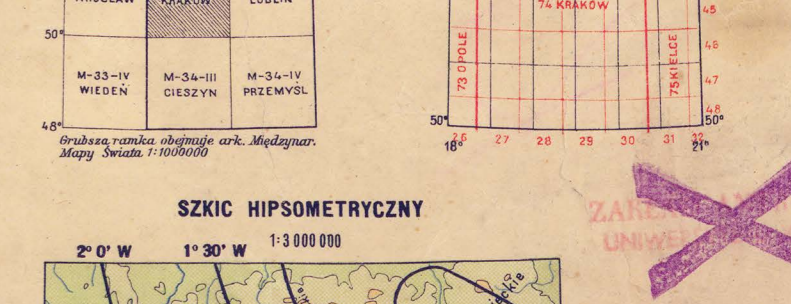 WROCŁAW KRAKÓW LUBLIN
50°
M-33-IV M-34-III M-34-IV
WIEDEŃ CIESZYN PRZEMYŚL
48°
Grubsza ramka obejmuje ark. Międzynar.
Mapy Świata 1:1000000
74 KRAKÓW
45
46
73 OPOLE
75 KIELCE
47
48
50° 50°
26 27 28 29 30 31 32
18° 21°
SZKIC HIPSOMETRYCZNY
1:3 000 000
2° 0' W 1° 30' W